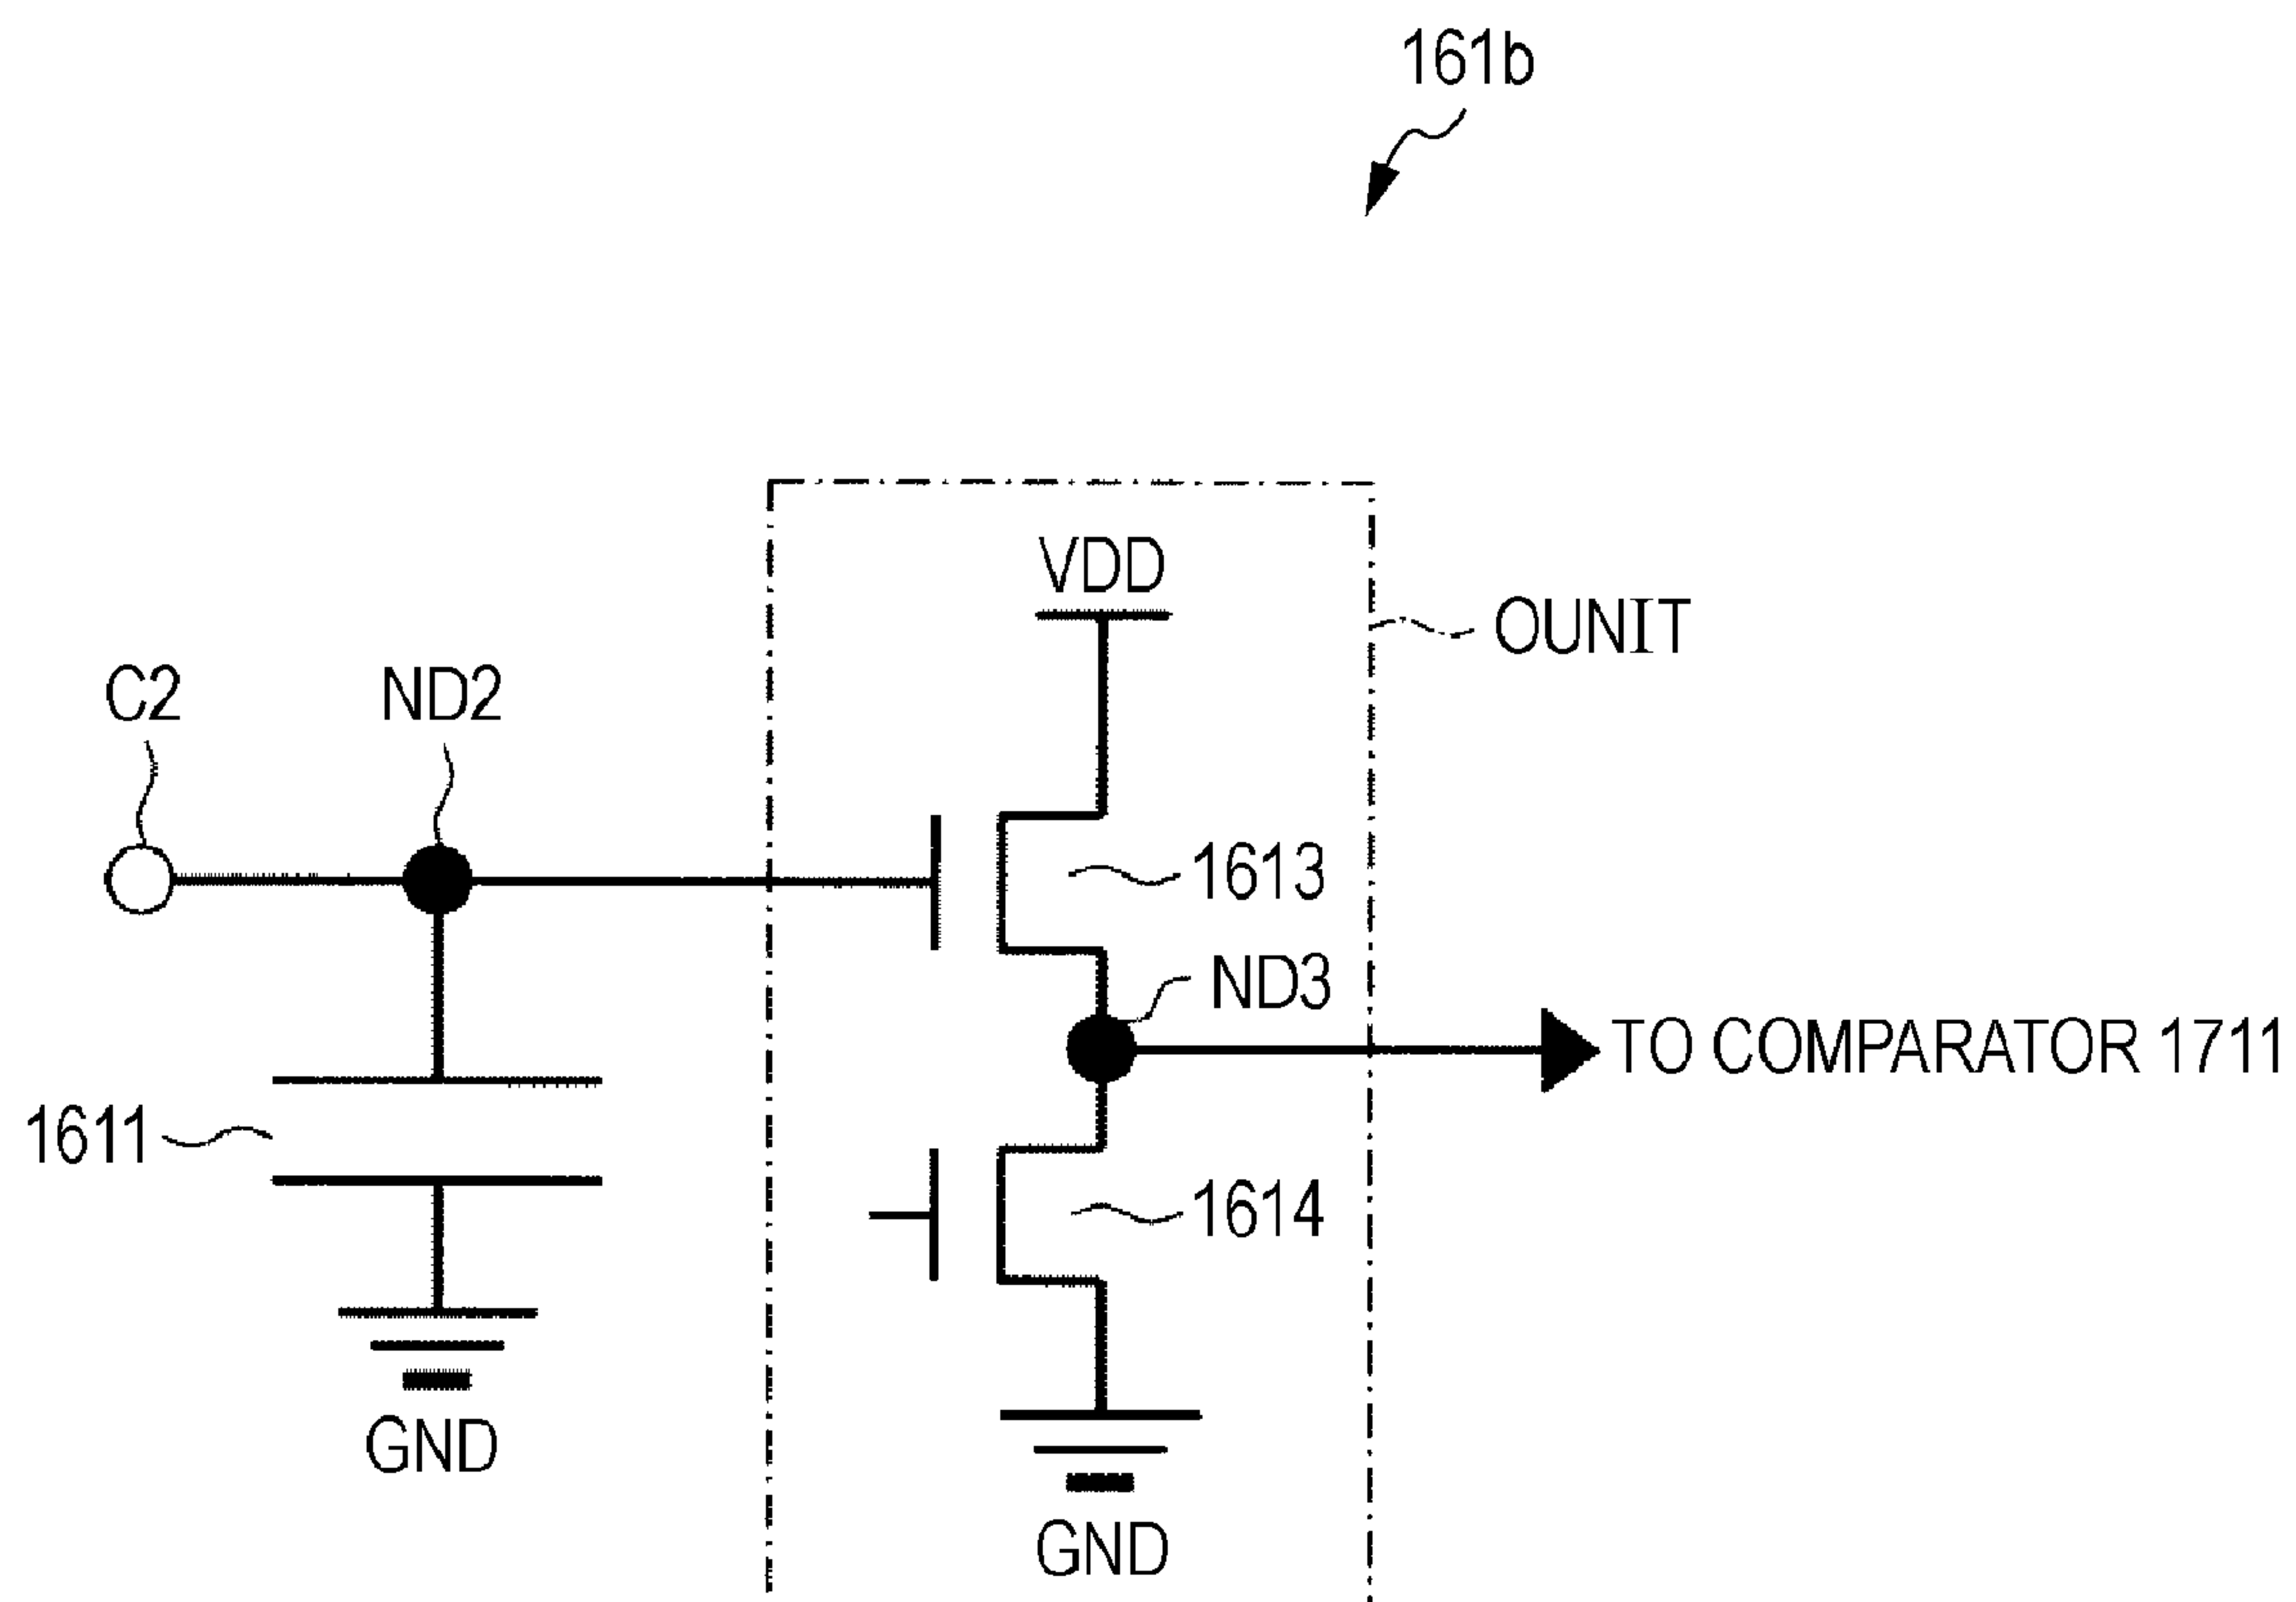 161b
VDD
OUNIT
C2
ND2
1613
ND3
TO COMPARATOR 1711
1611
1614
GND
GND